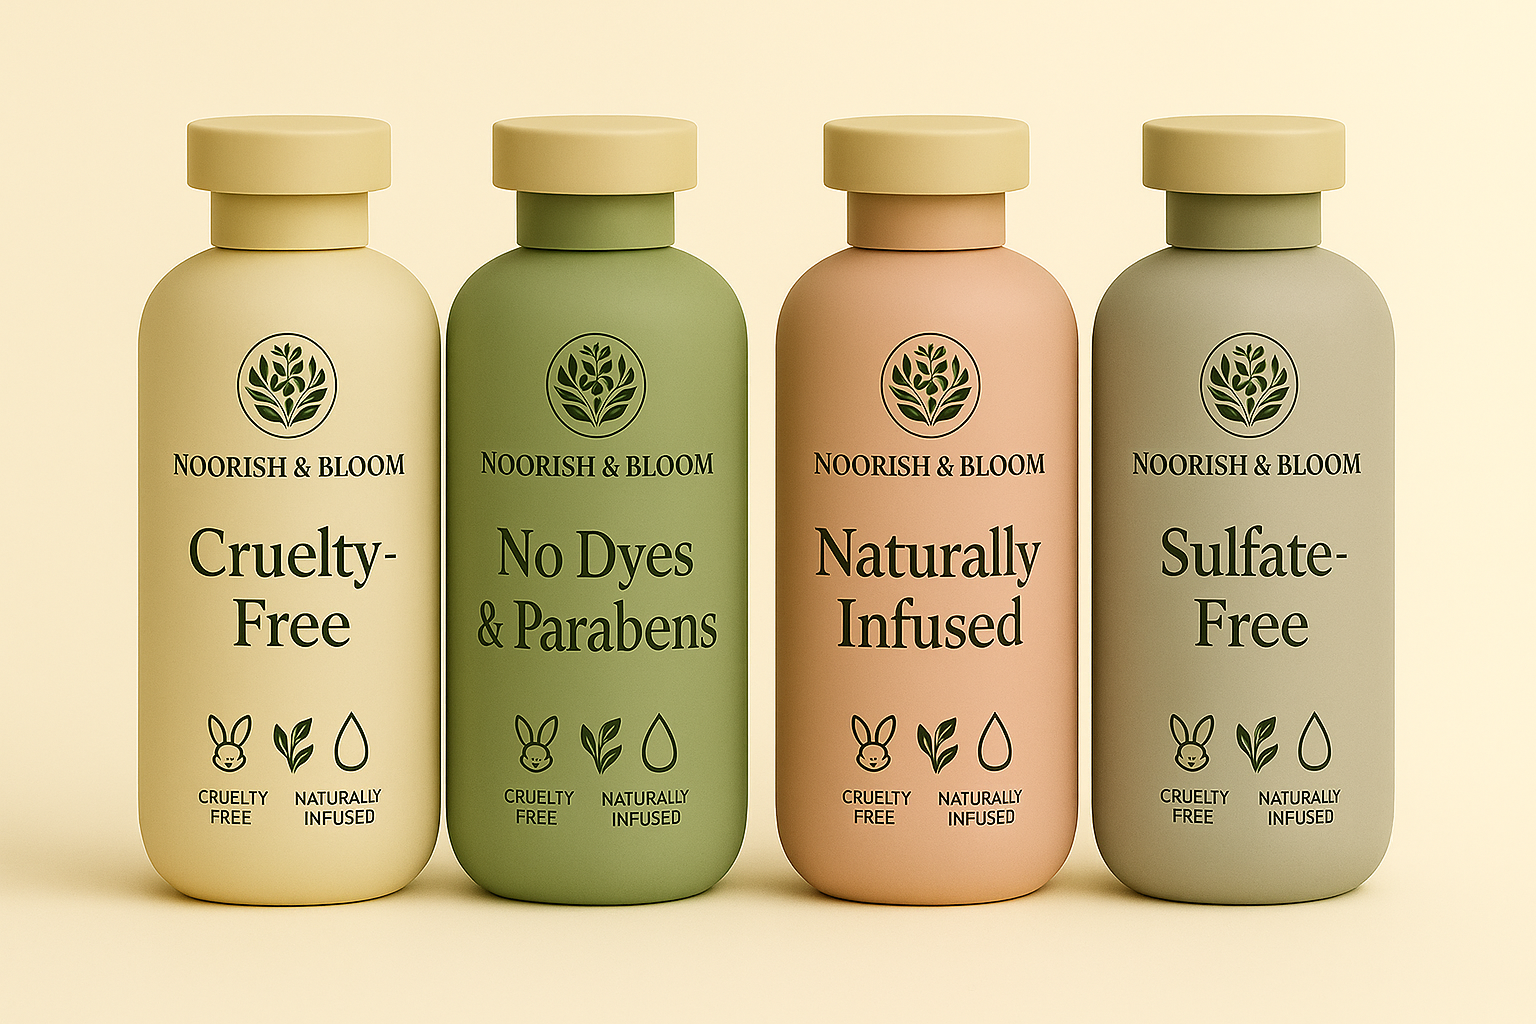 NOORISH & BLOOM
Cruelty-
Free
CRUELTY
FREE
NATURALLY
INFUSED
NOORISH & BLOOM
No Dyes
& Parabens
CRUELTY
FREE
NATURALLY
INFUSED
NOORISH & BLOOM
Naturally
Infused
CRUELTY
FREE
NATURALLY
INFUSED
NOORISH & BLOOM
Sulfate-
Free
CRUELTY
FREE
NATURALLY
INFUSED